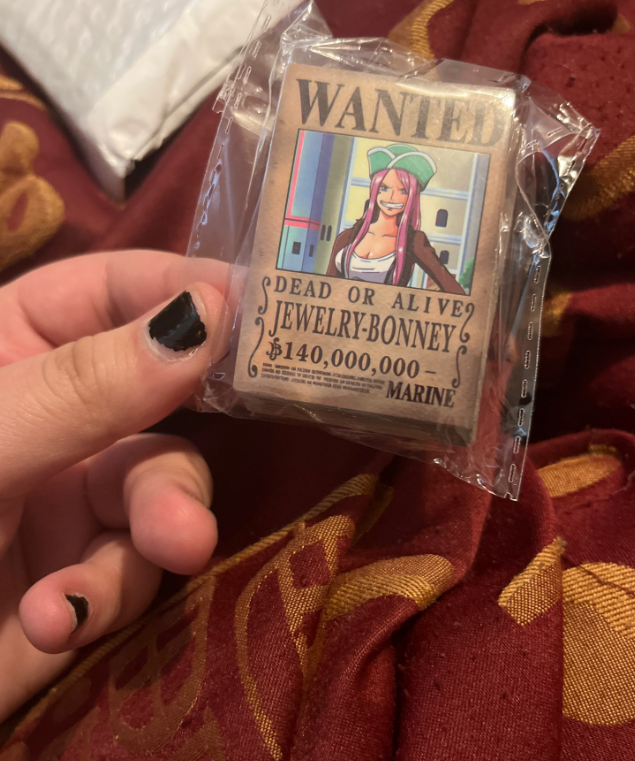 WANTED
DEAD OR ALIVE
JEWELRY-BONNEY
฿140,000,000–
MARINE